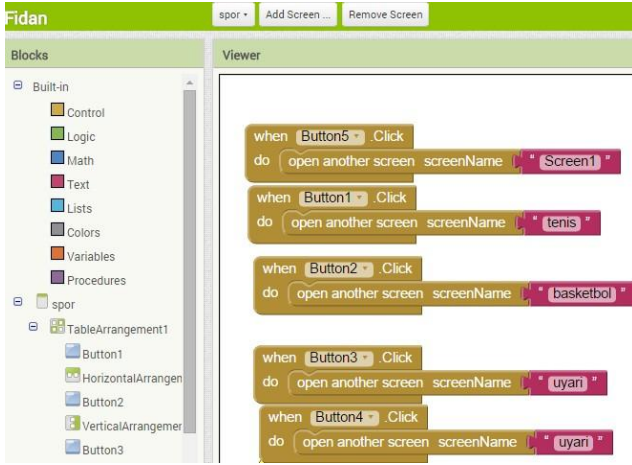 Fidan
spor
Add Screen ...
Remove Screen
Blocks
Viewer
Built-in
Control
Logic
Math
Text
Lists
Colors
Variables
Procedures
spor
TableArrangement1
Button1
HorizontalArrangen
Button2
VerticalArrangemer
Button3
when Button5 .Click
do open another screen screenName " Screen1 "
when Button1 .Click
do open another screen screenName " tenis "
when Button2 .Click
do open another screen screenName " basketbol "
when Button3 .Click
do open another screen screenName " uyari "
when Button4 .Click
do open another screen screenName " uyari "